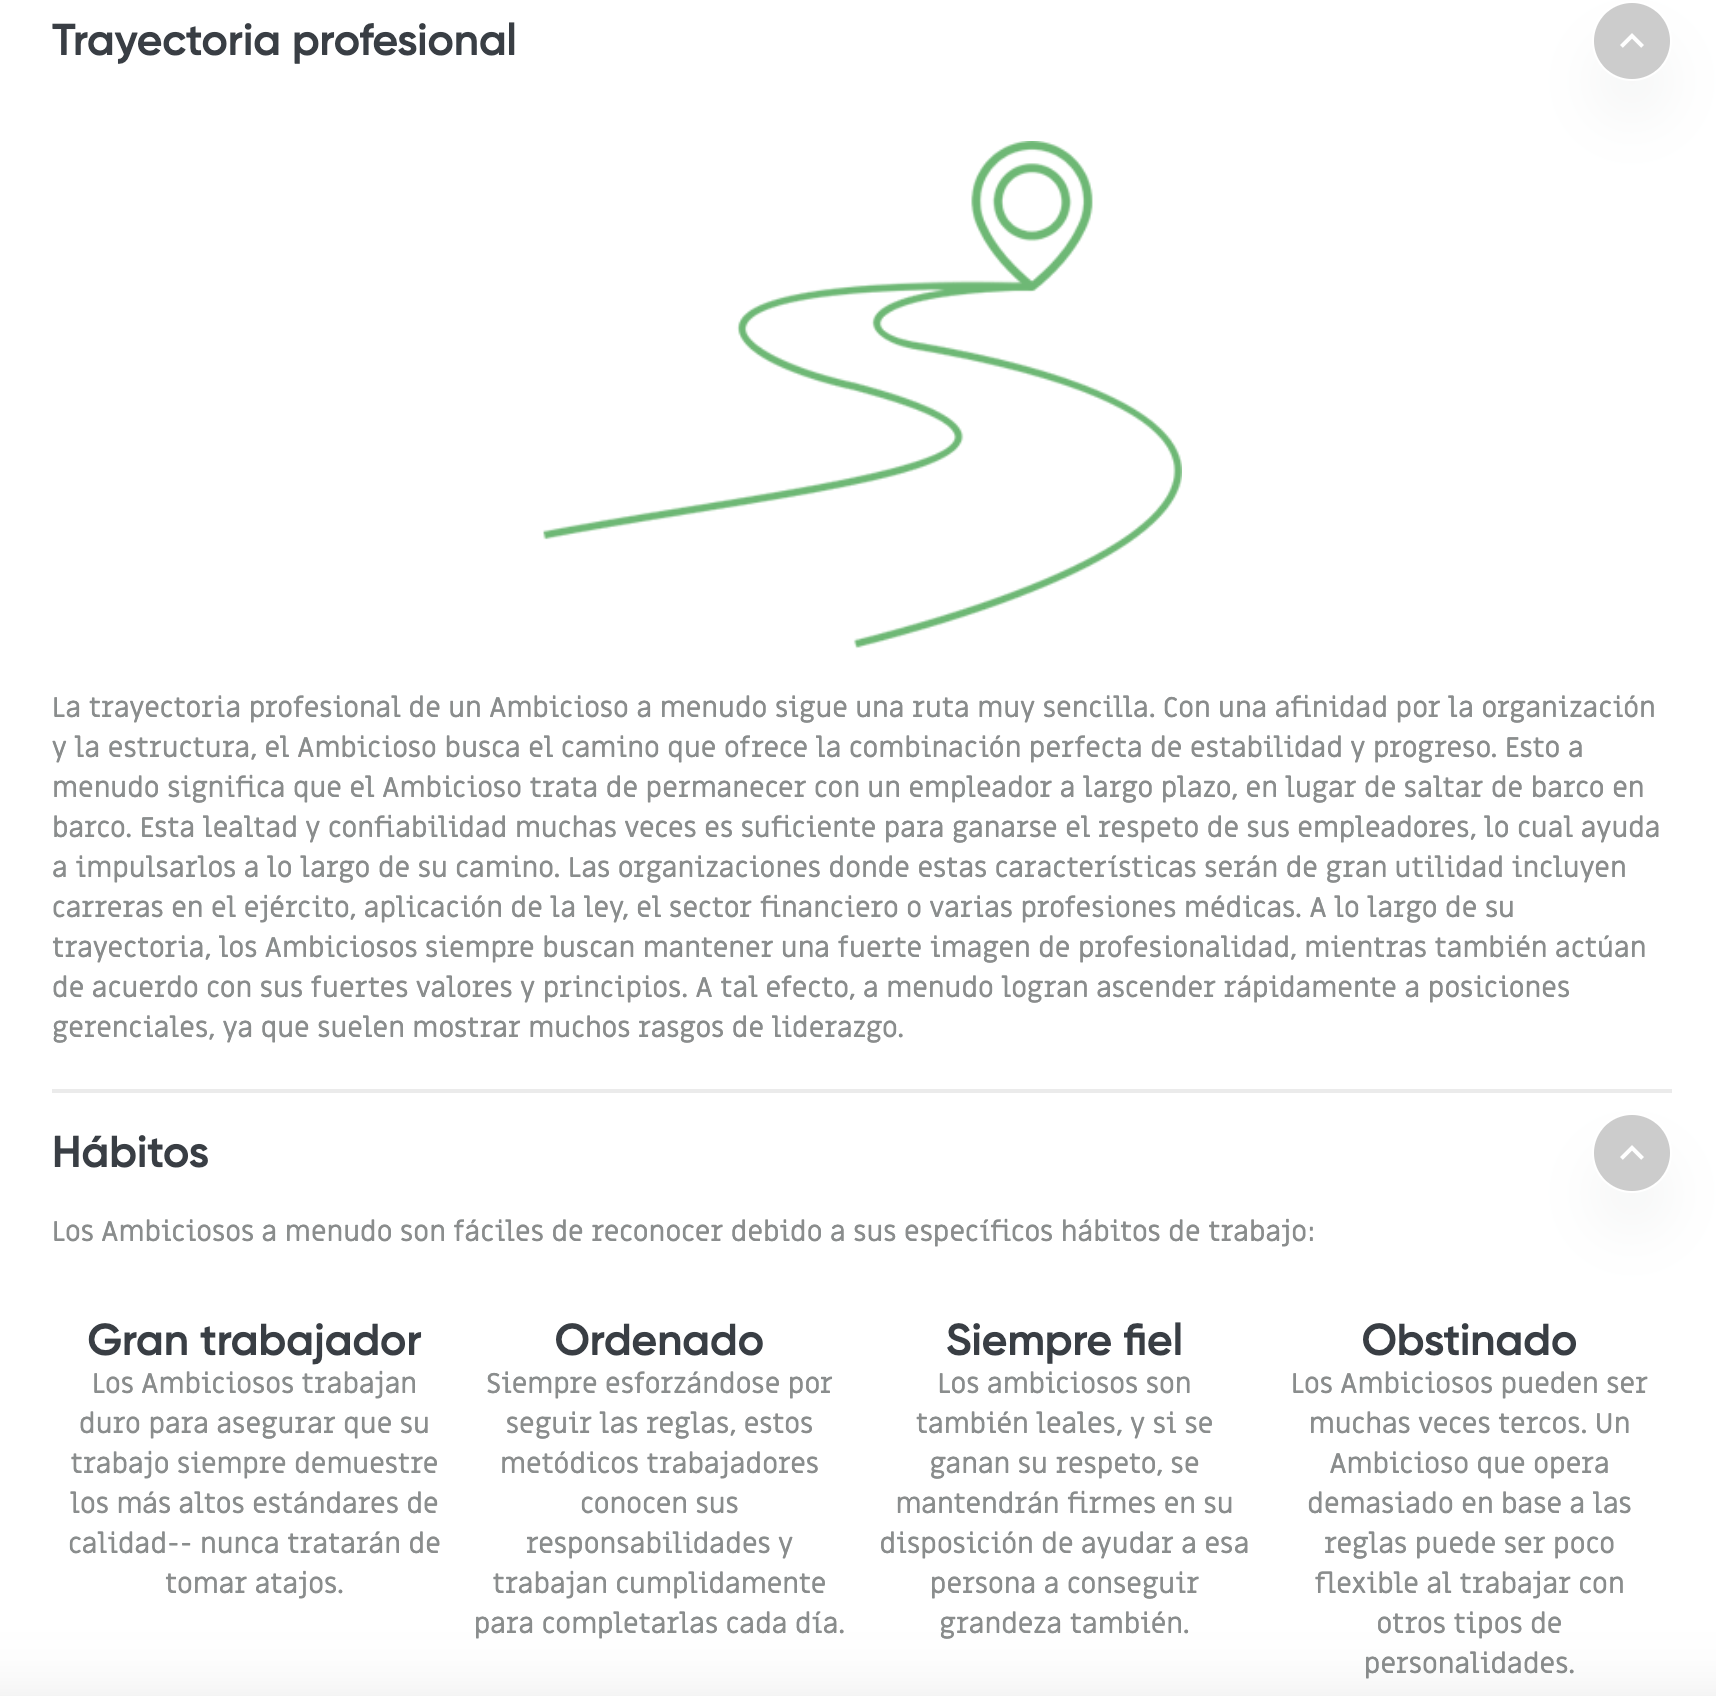 Trayectoria profesional
La trayectoria profesional de un Ambicioso a menudo sigue una ruta muy sencilla. Con una afinidad por la organización
y la estructura, el Ambicioso busca el camino que ofrece la combinación perfecta de estabilidad y progreso. Esto a
menudo significa que el Ambicioso trata de permanecer con un empleador a largo plazo, en lugar de saltar de barco en
barco. Esta lealtad y confiabilidad muchas veces es suficiente para ganarse el respeto de sus empleadores, lo cual ayuda
a impulsarlos a lo largo de su camino. Las organizaciones donde estas características serán de gran utilidad incluyen
carreras en el ejército, aplicación de la ley, el sector financiero o varias profesiones médicas. A lo largo de su
trayectoria, los Ambiciosos siempre buscan mantener una fuerte imagen de profesionalidad, mientras también actúan
de acuerdo con sus fuertes valores y principios. A tal efecto, a menudo logran ascender rápidamente a posiciones
gerenciales, ya que suelen mostrar muchos rasgos de liderazgo.
Hábitos
Los Ambiciosos a menudo son fáciles de reconocer debido a sus específicos hábitos de trabajo:
Gran trabajador
Los Ambiciosos trabajan
duro para asegurar que su
trabajo siempre demuestre
los más altos estándares de
calidad-- nunca tratarán de
tomar atajos.
Ordenado
Siempre esforzándose por
seguir las reglas, estos
metódicos trabajadores
conocen sus
responsabilidades y
trabajan cumplidamente
para completarlas cada día.
Siempre fiel
Los ambiciosos son
también leales, y si se
ganan su respeto, se
mantendrán firmes en su
disposición de ayudar a esa
persona a conseguir
grandeza también.
Obstinado
Los Ambiciosos pueden ser
muchas veces tercos. Un
Ambicioso que opera
demasiado en base a las
reglas puede ser poco
flexible al trabajar con
otros tipos de
personalidades.